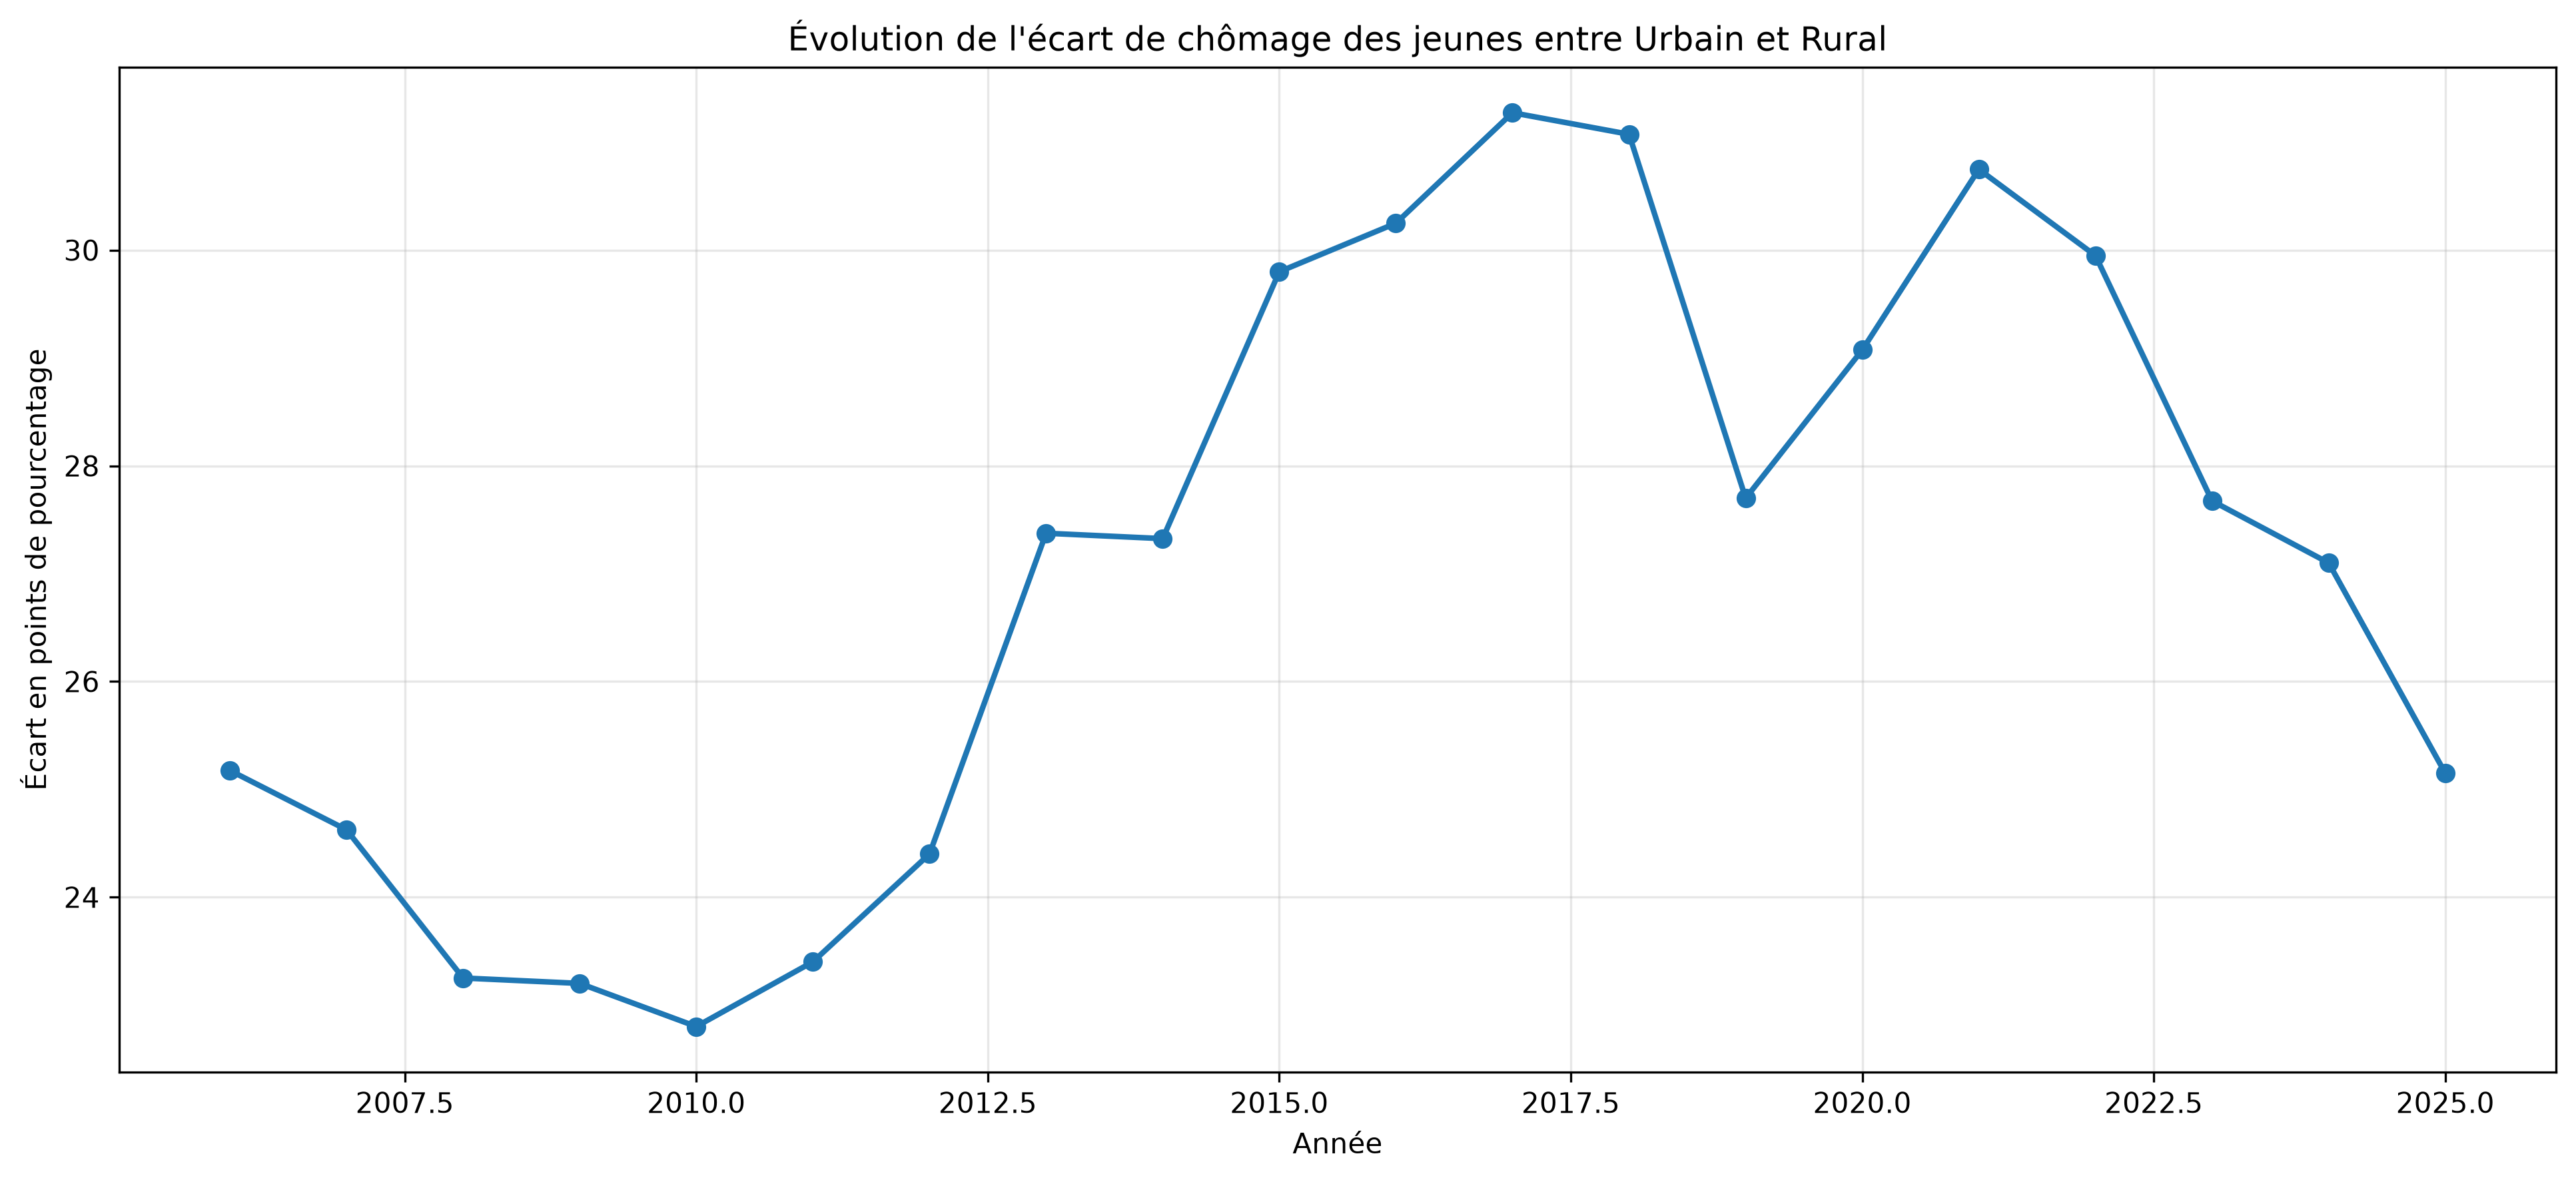 Évolution de l'écart de chômage des jeunes entre Urbain et Rural
Écart en points de pourcentage
30
28
26
24
2007.5 2010.0 2012.5 2015.0 2017.5 2020.0 2022.5 2025.0
Année